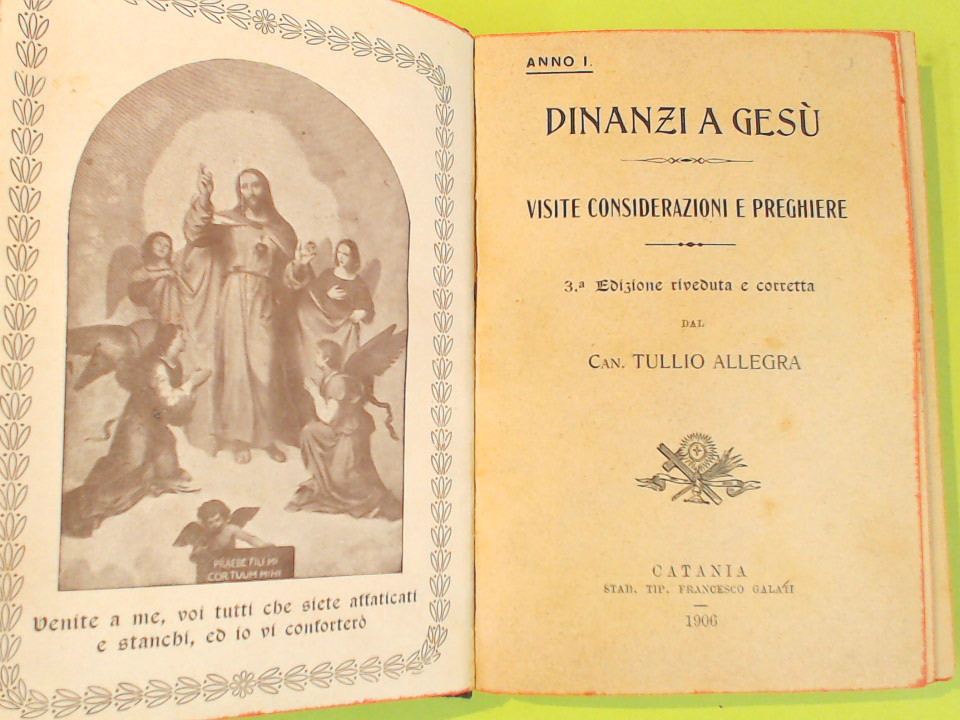 PRAEBE FILI MI
COR TUUM MIHI
Venite a me, voi tutti che siete affaticati
e stanchi, ed io vi conforterò
ANNO I.
DINANZI A GESÙ
VISITE CONSIDERAZIONI E PREGHIERE
3.ª Edizione riveduta e corretta
DAL
CAN. TULLIO ALLEGRA
CATANIA
STAB. TIP. FRANCESCO GALATI
1906